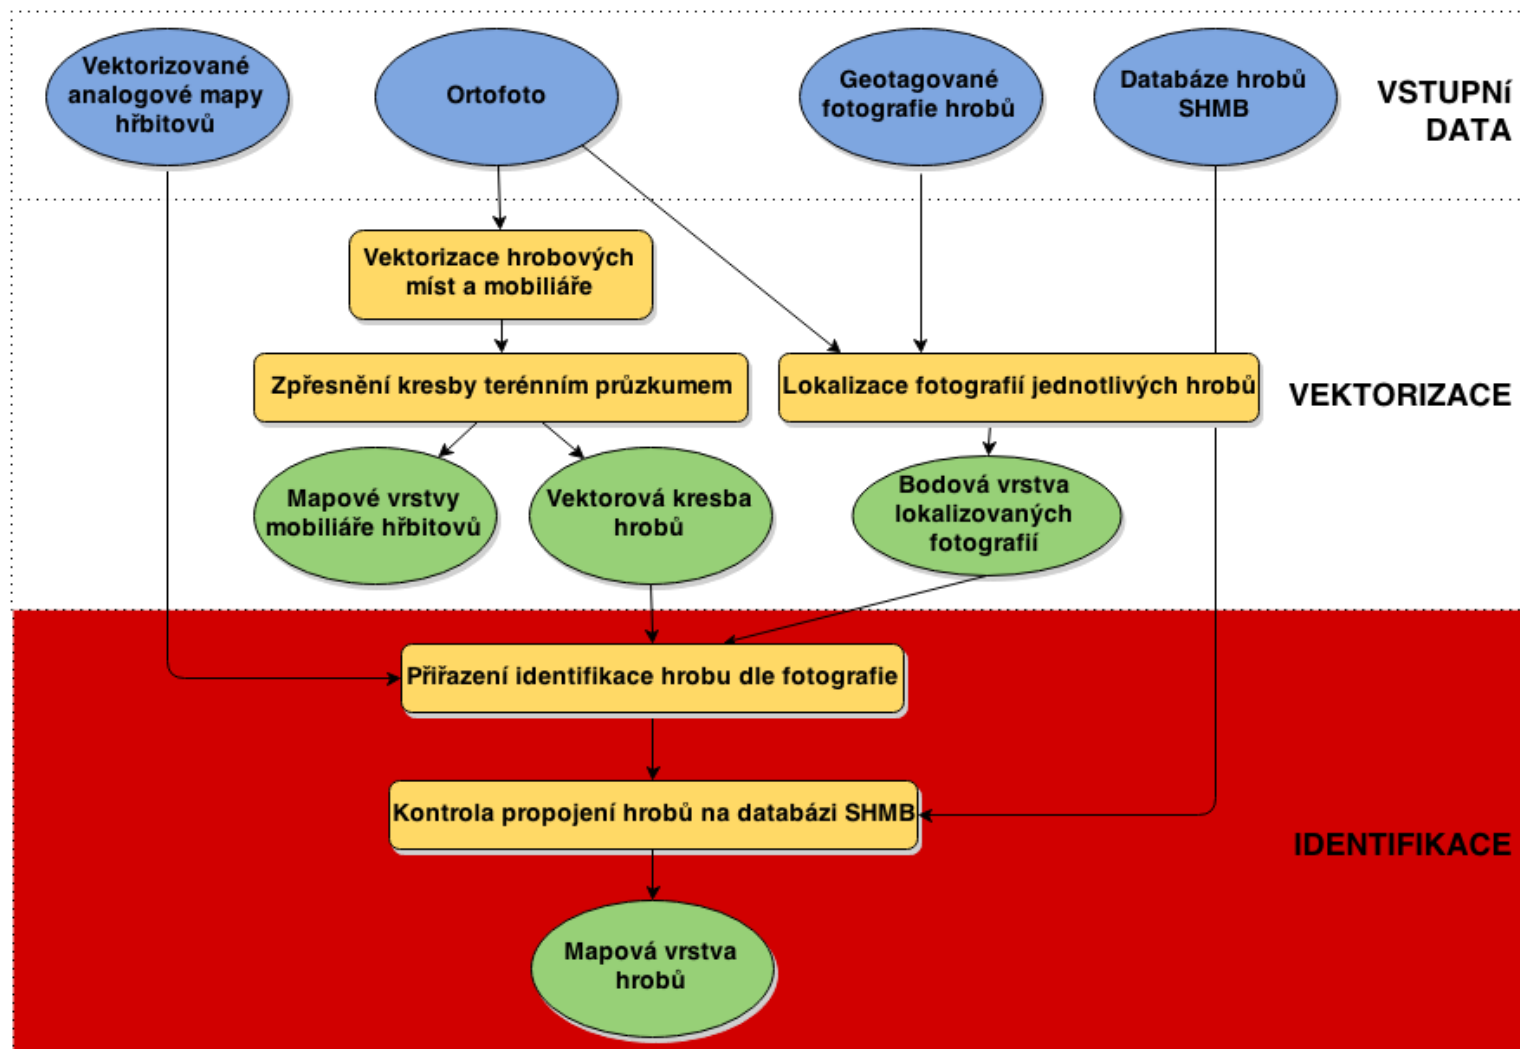 Vektorizované
analogové mapy
hřbitovů
Ortofoto
Geotagované
fotografie hrobů
Databáze hrobů
SHMB
VSTUPNí
DATA
Vektorizace hrobových
míst a mobiliáře
Zpřesnění kresby terénním průzkumem
Lokalizace fotografií jednotlivých hrobů
VEKTORIZACE
Mapové vrstvy
mobiliáře hřbitovů
Vektorová kresba
hrobů
Bodová vrstva
lokalizovaných
fotografií
Přiřazení identifikace hrobu dle fotografie
Kontrola propojení hrobů na databázi SHMB
IDENTIFIKACE
Mapová vrstva
hrobů